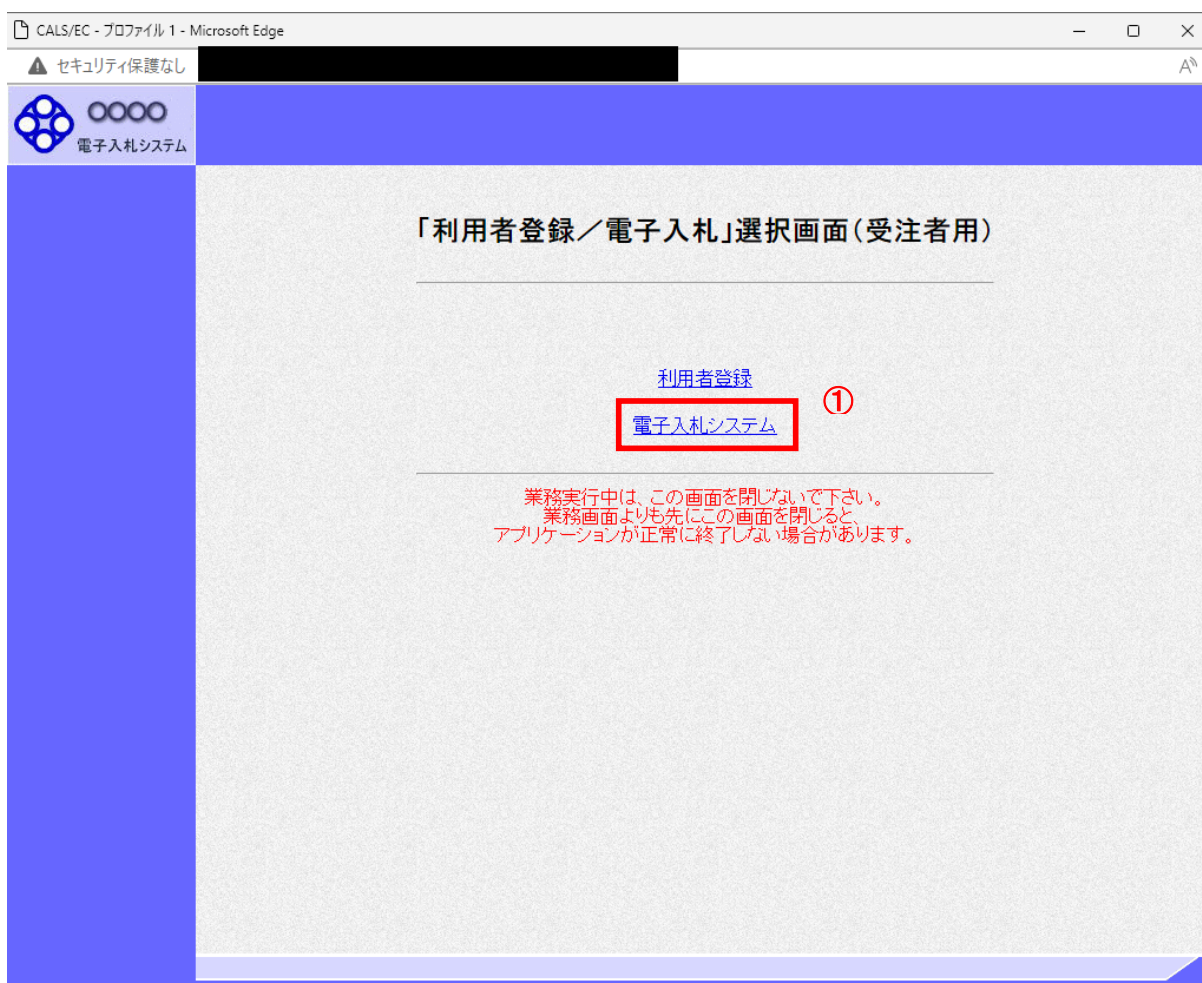 CALS/EC - プロファイル 1 - Microsoft Edge
セキュリティ保護なし
○○○○
電子入札システム
「利用者登録／電子入札」選択画面(受注者用)
利用者登録
①
電子入札システム
業務実行中は、この画面を閉じないで下さい。
業務画面よりも先にこの画面を閉じると、
アプリケーションが正常に終了しない場合があります。